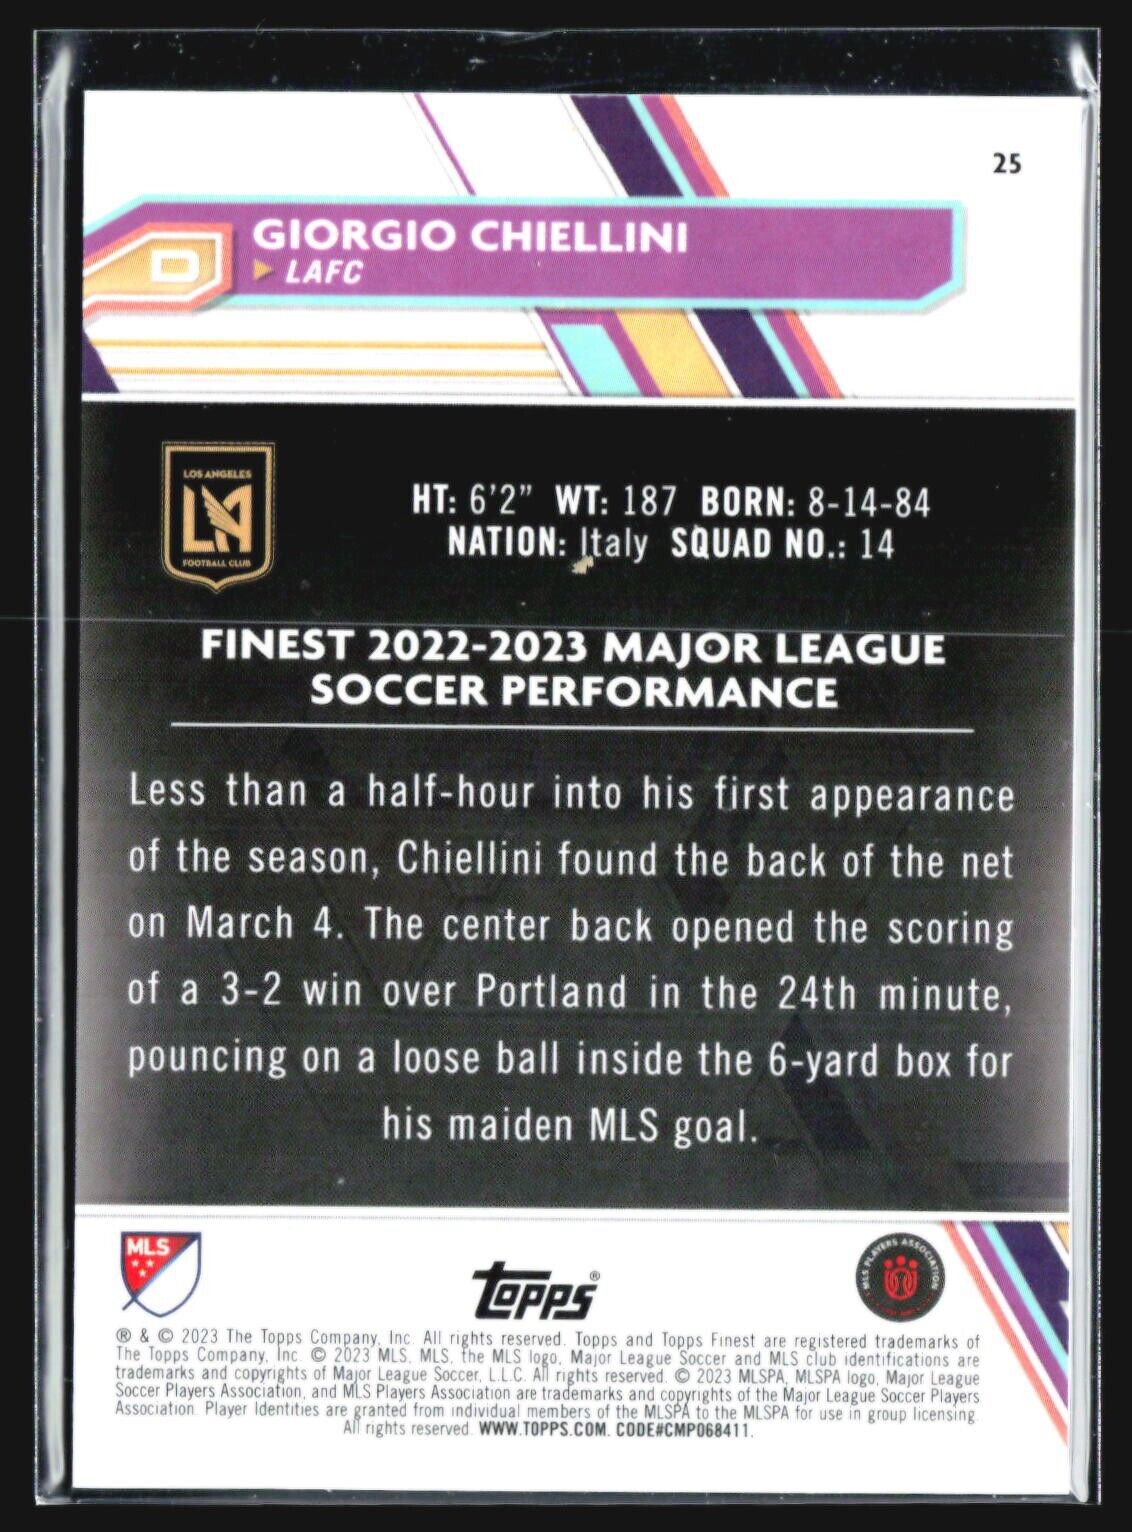 25
GIORGIO CHIELLINI
D
LAFC
LOS ANGELES
LA
FOOTBALL CLUB
HT: 6'2" WT: 187 BORN: 8-14-84
NATION: Italy SQUAD NO.: 14
FINEST 2022-2023 MAJOR LEAGUE
SOCCER PERFORMANCE
Less than a half-hour into his first appearance
of the season, Chiellini found the back of the net
on March 4. The center back opened the scoring
of a 3-2 win over Portland in the 24th minute,
pouncing on a loose ball inside the 6-yard box for
his maiden MLS goal.
MLS
Topps®
MLS PLAYERS ASSOCIATION
® & © 2023 The Topps Company, Inc. All rights reserved. Topps and Topps Finest are registered trademarks of
The Topps Company, Inc. © 2023 MLS. MLS, the MLS logo, Major League Soccer and MLS club identifications are
trademarks and copyrights of Major League Soccer, L.L.C. All rights reserved. © 2023 MLSPA, MLSPA logo, Major League
Soccer Players Association, and MLS Players Association are trademarks and copyrights of the Major League Soccer Players
Association. Player Identities are granted from individual members of the MLSPA to the MLSPA for use in group licensing.
All rights reserved. WWW.TOPPS.COM. CODE#CMP068411.